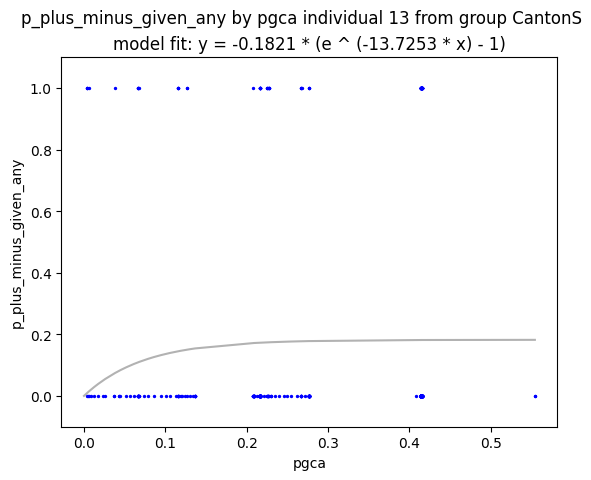 p_plus_minus_given_any by pgca individual 13 from group CantonS
model fit: y = -0.1821 * (e ^ (-13.7253 * x) - 1)
1.0
0.8
0.6
0.4
0.2
0.0
p_plus_minus_given_any
0.0 0.1 0.2 0.3 0.4 0.5
pgca